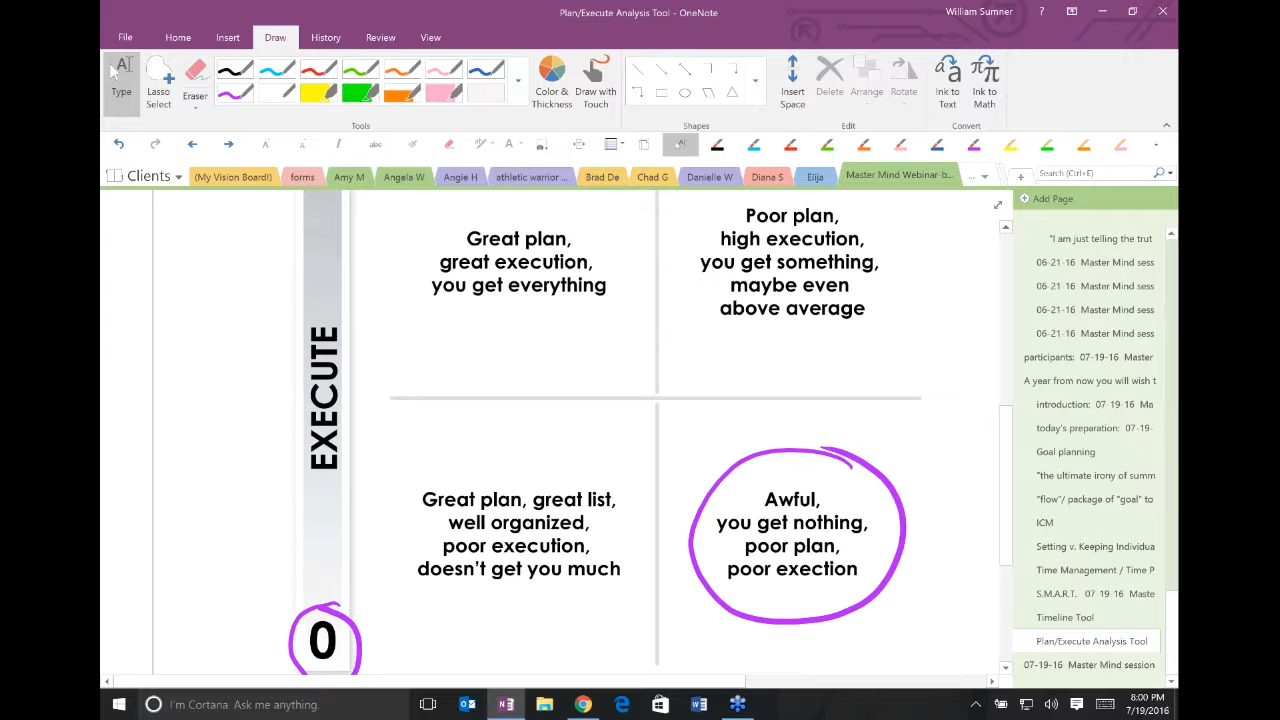 Plan/Execute Analysis Tool - OneNote
William Sumner
?
File Home Insert Draw History Review View
Type
Lasso Select
Eraser
Color & Thickness
Draw with Touch
Insert Space
Delete
Arrange
Rotate
Ink to Text
Ink to Math
Tools
Shapes
Edit
Convert
Clients
(My Vision Board!) forms Amy M Angela W Angie H athletic warrior ... Brad De Chad G Danielle W Diana S Elija Master Mind Webinar-b... ...
Search (Ctrl+E)
Add Page
"I am just telling the trut
06-21-16 Master Mind sess
06-21-16 Master Mind sess
06-21-16 Master Mind sess
06-21-16 Master Mind sess
participants: 07-19-16 Master
A year from now you will wish t
introduction: 07-19-16 Ma
today's preparation: 07-19-
Goal planning
"the ultimate irony of summ
"flow"/ package of "goal" to
ICM
Setting v. Keeping Individua
Time Management / Time P
S.M.A.R.T. 07 19 16 Maste
Timeline Tool
Plan/Execute Analysis Tool
07-19-16 Master Mind session
EXECUTE
0
Great plan,
great execution,
you get everything
Poor plan,
high execution,
you get something,
maybe even
above average
Great plan, great list,
well organized,
poor execution,
doesn't get you much
Awful,
you get nothing,
poor plan,
poor exection
I'm Cortana. Ask me anything.
8:00 PM
7/19/2016